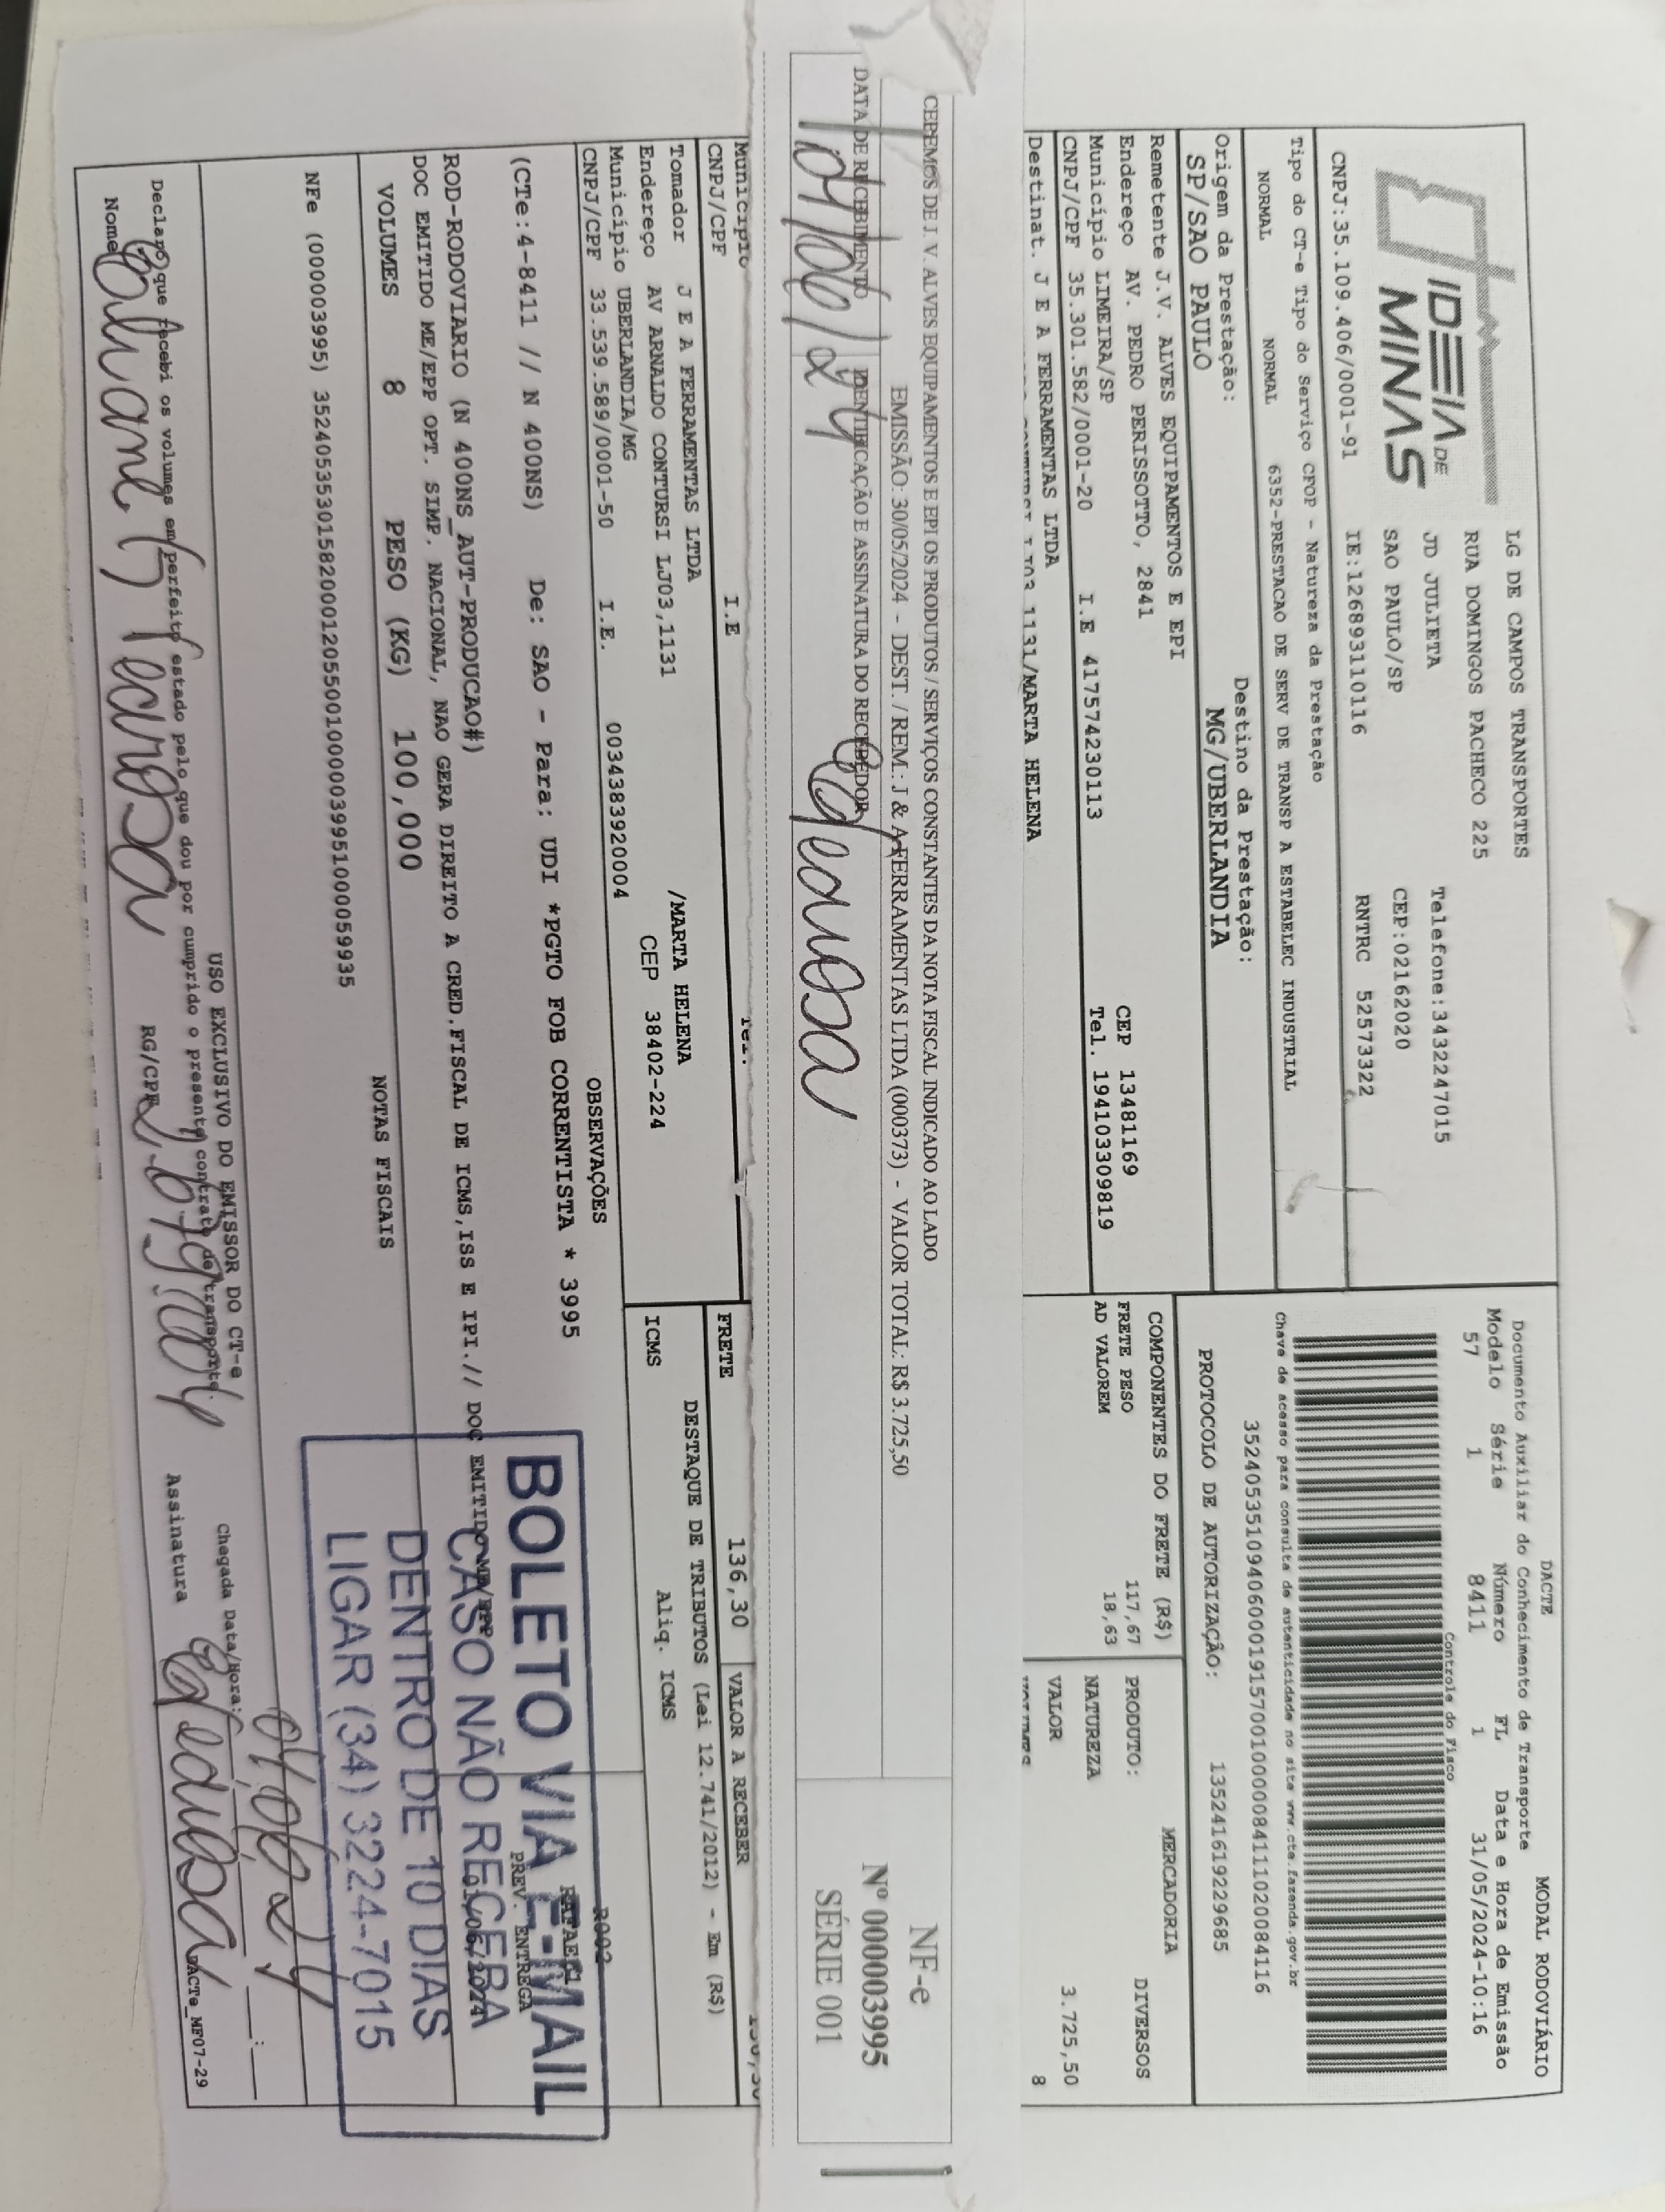 IDEIA DE
MINAS
LG DE CAMPOS TRANSPORTES
RUA DOMINGOS PACHECO 225
JD JULIETA
SAO PAULO/SP
Telefone:3432247015
CEP:02162020
CNPJ:35.109.406/0001-91 IE:126893110116 RNTRC 52573322
Tipo do CT-e Tipo do Serviço CFOP - Natureza da Prestação
NORMAL NORMAL 6352-PRESTACAO DE SERV DE TRANSP A ESTABELEC INDUSTRIAL
Origem da Prestação: Destino da Prestação:
SP/SAO PAULO MG/UBERLANDIA
DACTE MODAL RODOVIÁRIO
Documento Auxiliar do Conhecimento de Transporte
Modelo Série Número FL Data e Hora de Emissão
57 1 8411 1 31/05/2024-10:16
Controle do Fisco
Chave de acesso para consulta de autenticidade no site www.cte.fazenda.gov.br
35240535109406000191570010000084111020084116
PROTOCOLO DE AUTORIZAÇÃO: 135241619229685
Remetente J.V. ALVES EQUIPAMENTOS E EPI
Endereço AV. PEDRO PERISSOTTO, 2841 CEP 13481169
Município LIMEIRA/SP Tel. 194103309819
CNPJ/CPF 35.301.582/0001-20 I.E 417574230113
Destinat. J E A FERRAMENTAS LTDA
1131/MARTA HELENA
COMPONENTES DO FRETE (R$)
FRETE PESO 117,67
AD VALOREM 18,63
MERCADORIA
PRODUTO: DIVERSOS
NATUREZA
VALOR 3.725,50
8
CEBEMOS DE J. V. ALVES EQUIPAMENTOS E EPI OS PRODUTOS / SERVIÇOS CONSTANTES DA NOTA FISCAL INDICADO AO LADO
EMISSÃO: 30/05/2024 - DEST. / REM.: J & A FERRAMENTAS LTDA (000373) - VALOR TOTAL: R$ 3.725,50
DATA DE RECEBIMENTO IDENTIFICAÇÃO E ASSINATURA DO RECEBEDOR
NF-e
Nº 000003995
SÉRIE 001
Município
CNPJ/CPF I.E
Tomador J E A FERRAMENTAS LTDA
Endereço AV ARNALDO CONTURSI LJ03,1131 /MARTA HELENA
Município UBERLANDIA/MG CEP 38402-224
CNPJ/CPF 33.539.589/0001-50 I.E. 0034383920004
FRETE 136,30 VALOR A RECEBER
DESTAQUE DE TRIBUTOS (Lei 12.741/2012) - Em (R$)
ICMS Aliq. ICMS
OBSERVAÇÕES
(CTe:4-8411 // N 400NS) De: SAO - Para: UDI *PGTO FOB CORRENTISTA * 3995
ROD-RODOVIARIO (N 400NS_AUT-PRODUCAO#)
DOC EMITIDO ME/EPP OPT. SIMP. NACIONAL, NAO GERA DIREITO A CRED.FISCAL DE ICMS,ISS E IPI.// DOC EMITIDO ME/EPP
R002
PREV. ENTREGA
BOLETO VIA E-MAIL
CASO NÃO RECEBA
DENTRO DE 10 DIAS
LIGAR (34) 3224-7015
VOLUMES 8 PESO (KG) 100,000
NOTAS FISCAIS
NFe (000003995) 35240535301582000120550010000039951000059935
USO EXCLUSIVO DO EMISSOR DO CT-e
Declaro que recebi os volumes em perfeito estado pelo que dou por cumprido o presente contrato de transporte.
Chegada Data/Hora:
Nome RG/CPF Assinatura
DACTe_MF07-29